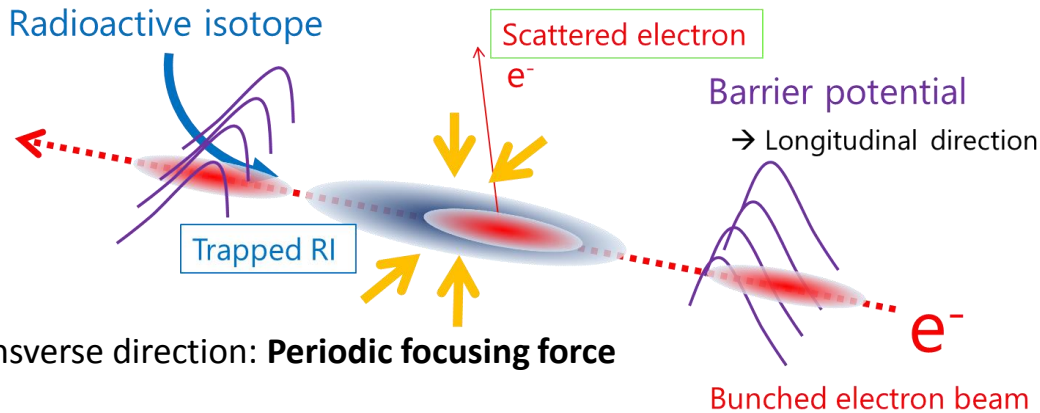 Radioactive isotope
Scattered electron
e⁻
Barrier potential
→ Longitudinal direction
Trapped RI
e⁻
nsverse direction: Periodic focusing force
Bunched electron beam